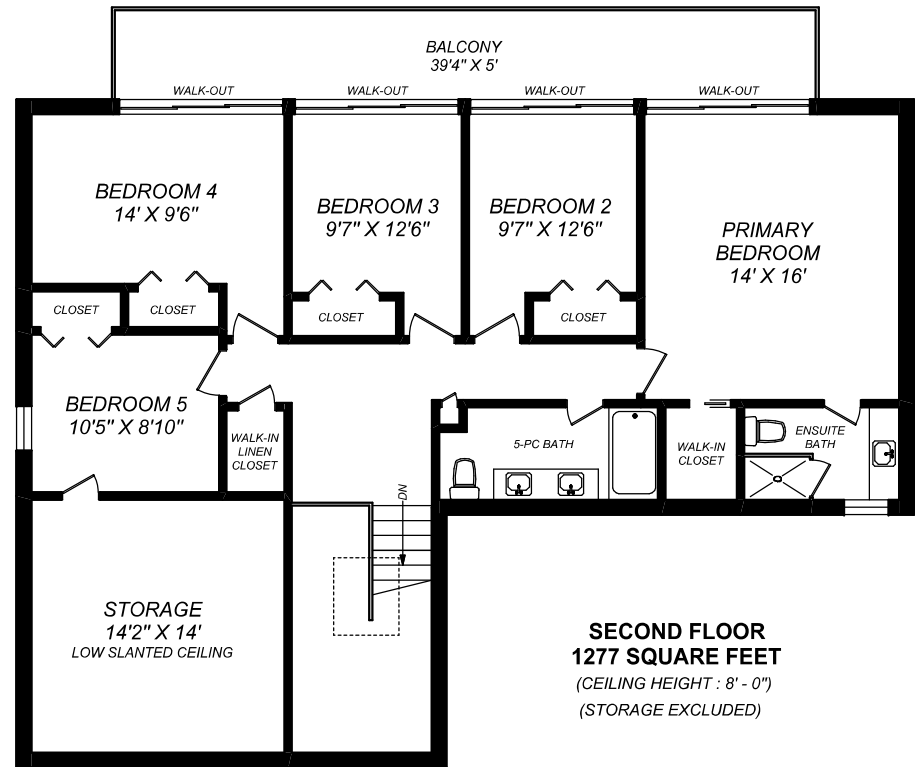 BALCONY
39'4" X 5'
WALK-OUT
WALK-OUT
WALK-OUT
WALK-OUT
BEDROOM 4
14' X 9'6"
BEDROOM 3
9'7" X 12'6"
BEDROOM 2
9'7" X 12'6"
PRIMARY
BEDROOM
14' X 16'
CLOSET
CLOSET
CLOSET
CLOSET
BEDROOM 5
10'5" X 8'10"
WALK-IN
LINEN
CLOSET
5-PC BATH
WALK-IN
CLOSET
ENSUITE
BATH
DN
STORAGE
14'2" X 14'
LOW SLANTED CEILING
SECOND FLOOR
1277 SQUARE FEET
(CEILING HEIGHT : 8' - 0")
(STORAGE EXCLUDED)